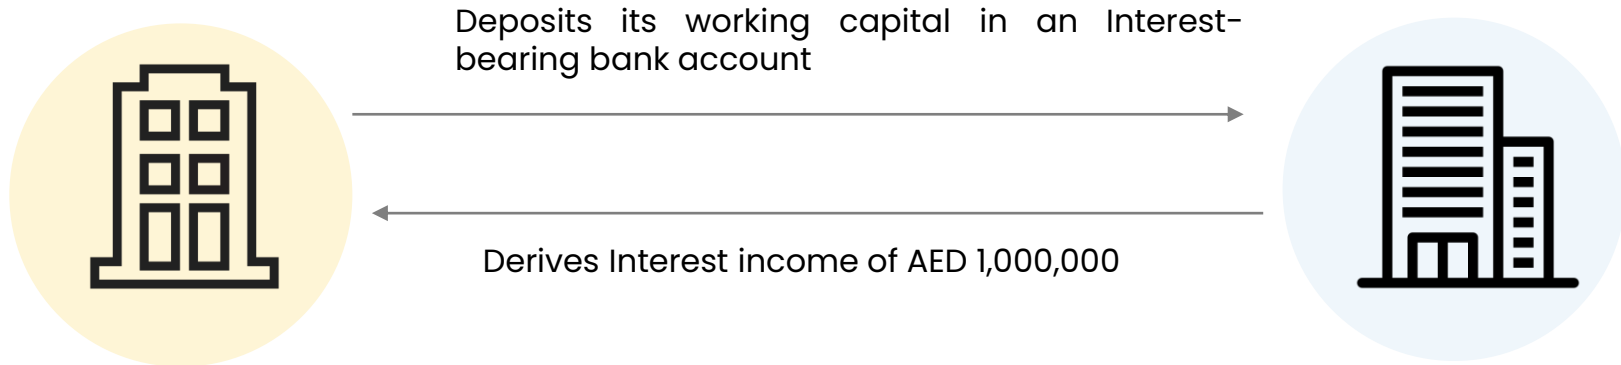 Deposits its working capital in an Interest-
bearing bank account
Derives Interest income of AED 1,000,000